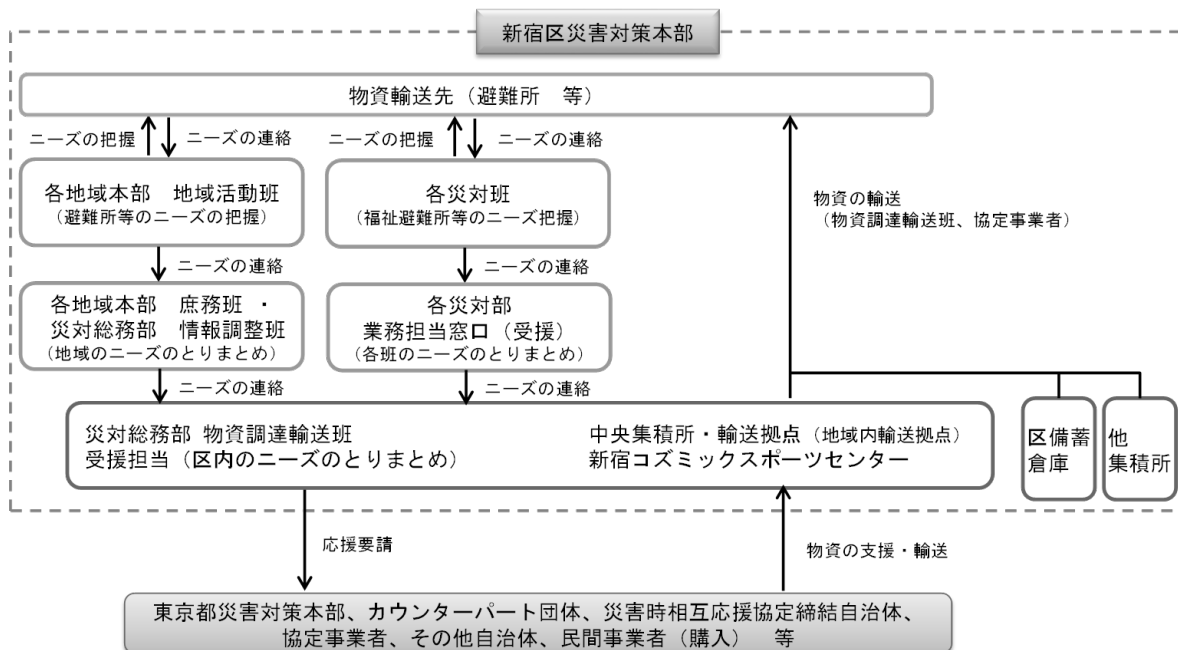 新宿区災害対策本部
物資輸送先(避難所　等)
ニーズの把握
ニーズの連絡
ニーズの把握
ニーズの連絡
各地域本部　地域活動班
(避難所等のニーズの把握)
各災対班
(福祉避難所等のニーズ把握)
物資の輸送
(物資調達輸送班、協定事業者)
ニーズの連絡
ニーズの連絡
各地域本部　庶務班　・
災対総務部　情報調整班
(地域のニーズのとりまとめ)
各災対部
業務担当窓口(受援)
(各班のニーズのとりまとめ)
ニーズの連絡
ニーズの連絡
災対総務部 物資調達輸送班
受援担当(区内のニーズのとりまとめ)
中央集積所・輸送拠点(地域内輸送拠点)
新宿コズミックスポーツセンター
区備蓄
倉庫
他
集積所
応援要請
物資の支援・輸送
東京都災害対策本部、カウンターパート団体、災害時相互応援協定締結自治体、
協定事業者、その他自治体、民間事業者(購入)　等